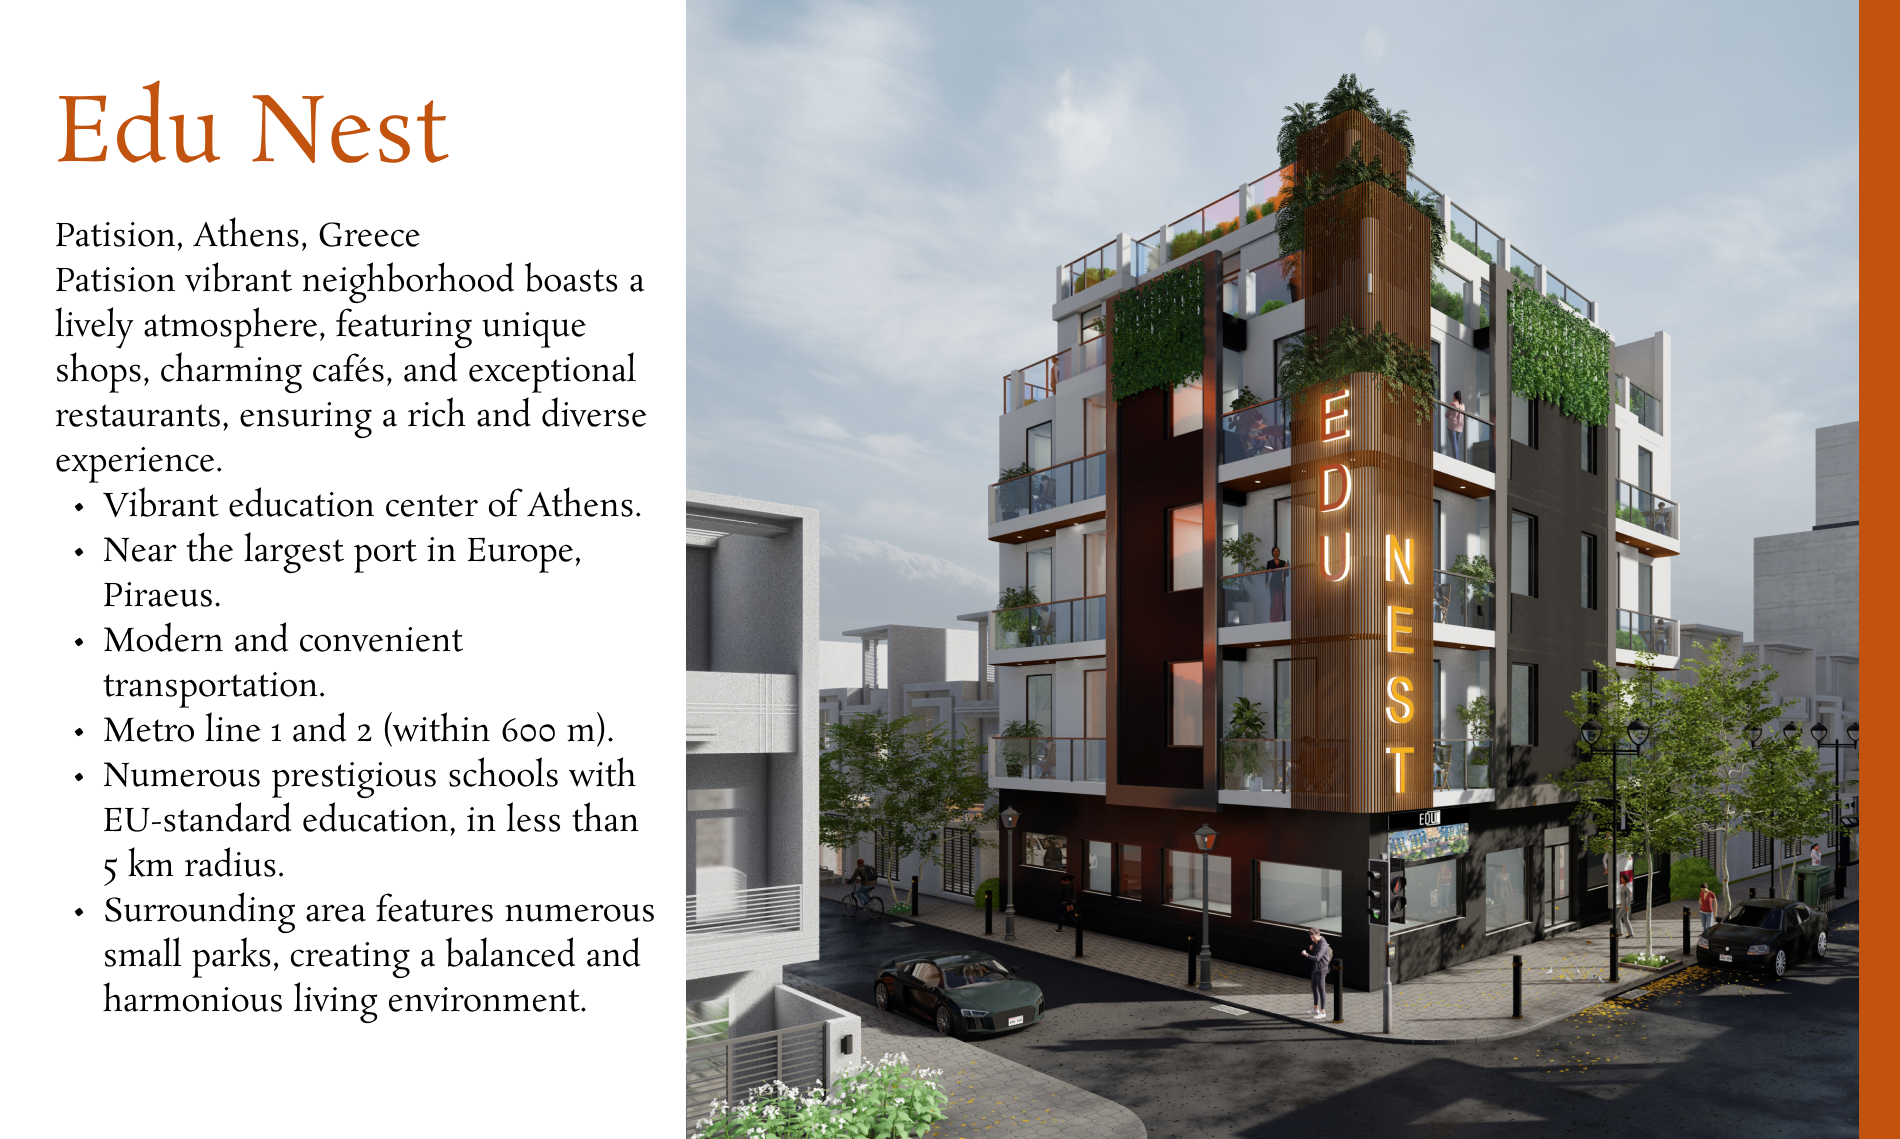 Edu Nest
Patision, Athens, Greece
Patision vibrant neighborhood boasts a
lively atmosphere, featuring unique
shops, charming cafés, and exceptional
restaurants, ensuring a rich and diverse
experience.
• Vibrant education center of Athens.
• Near the largest port in Europe,
Piraeus.
• Modern and convenient
transportation.
• Metro line 1 and 2 (within 600 m).
• Numerous prestigious schools with
EU-standard education, in less than
5 km radius.
• Surrounding area features numerous
small parks, creating a balanced and
harmonious living environment.
EDU
NEST